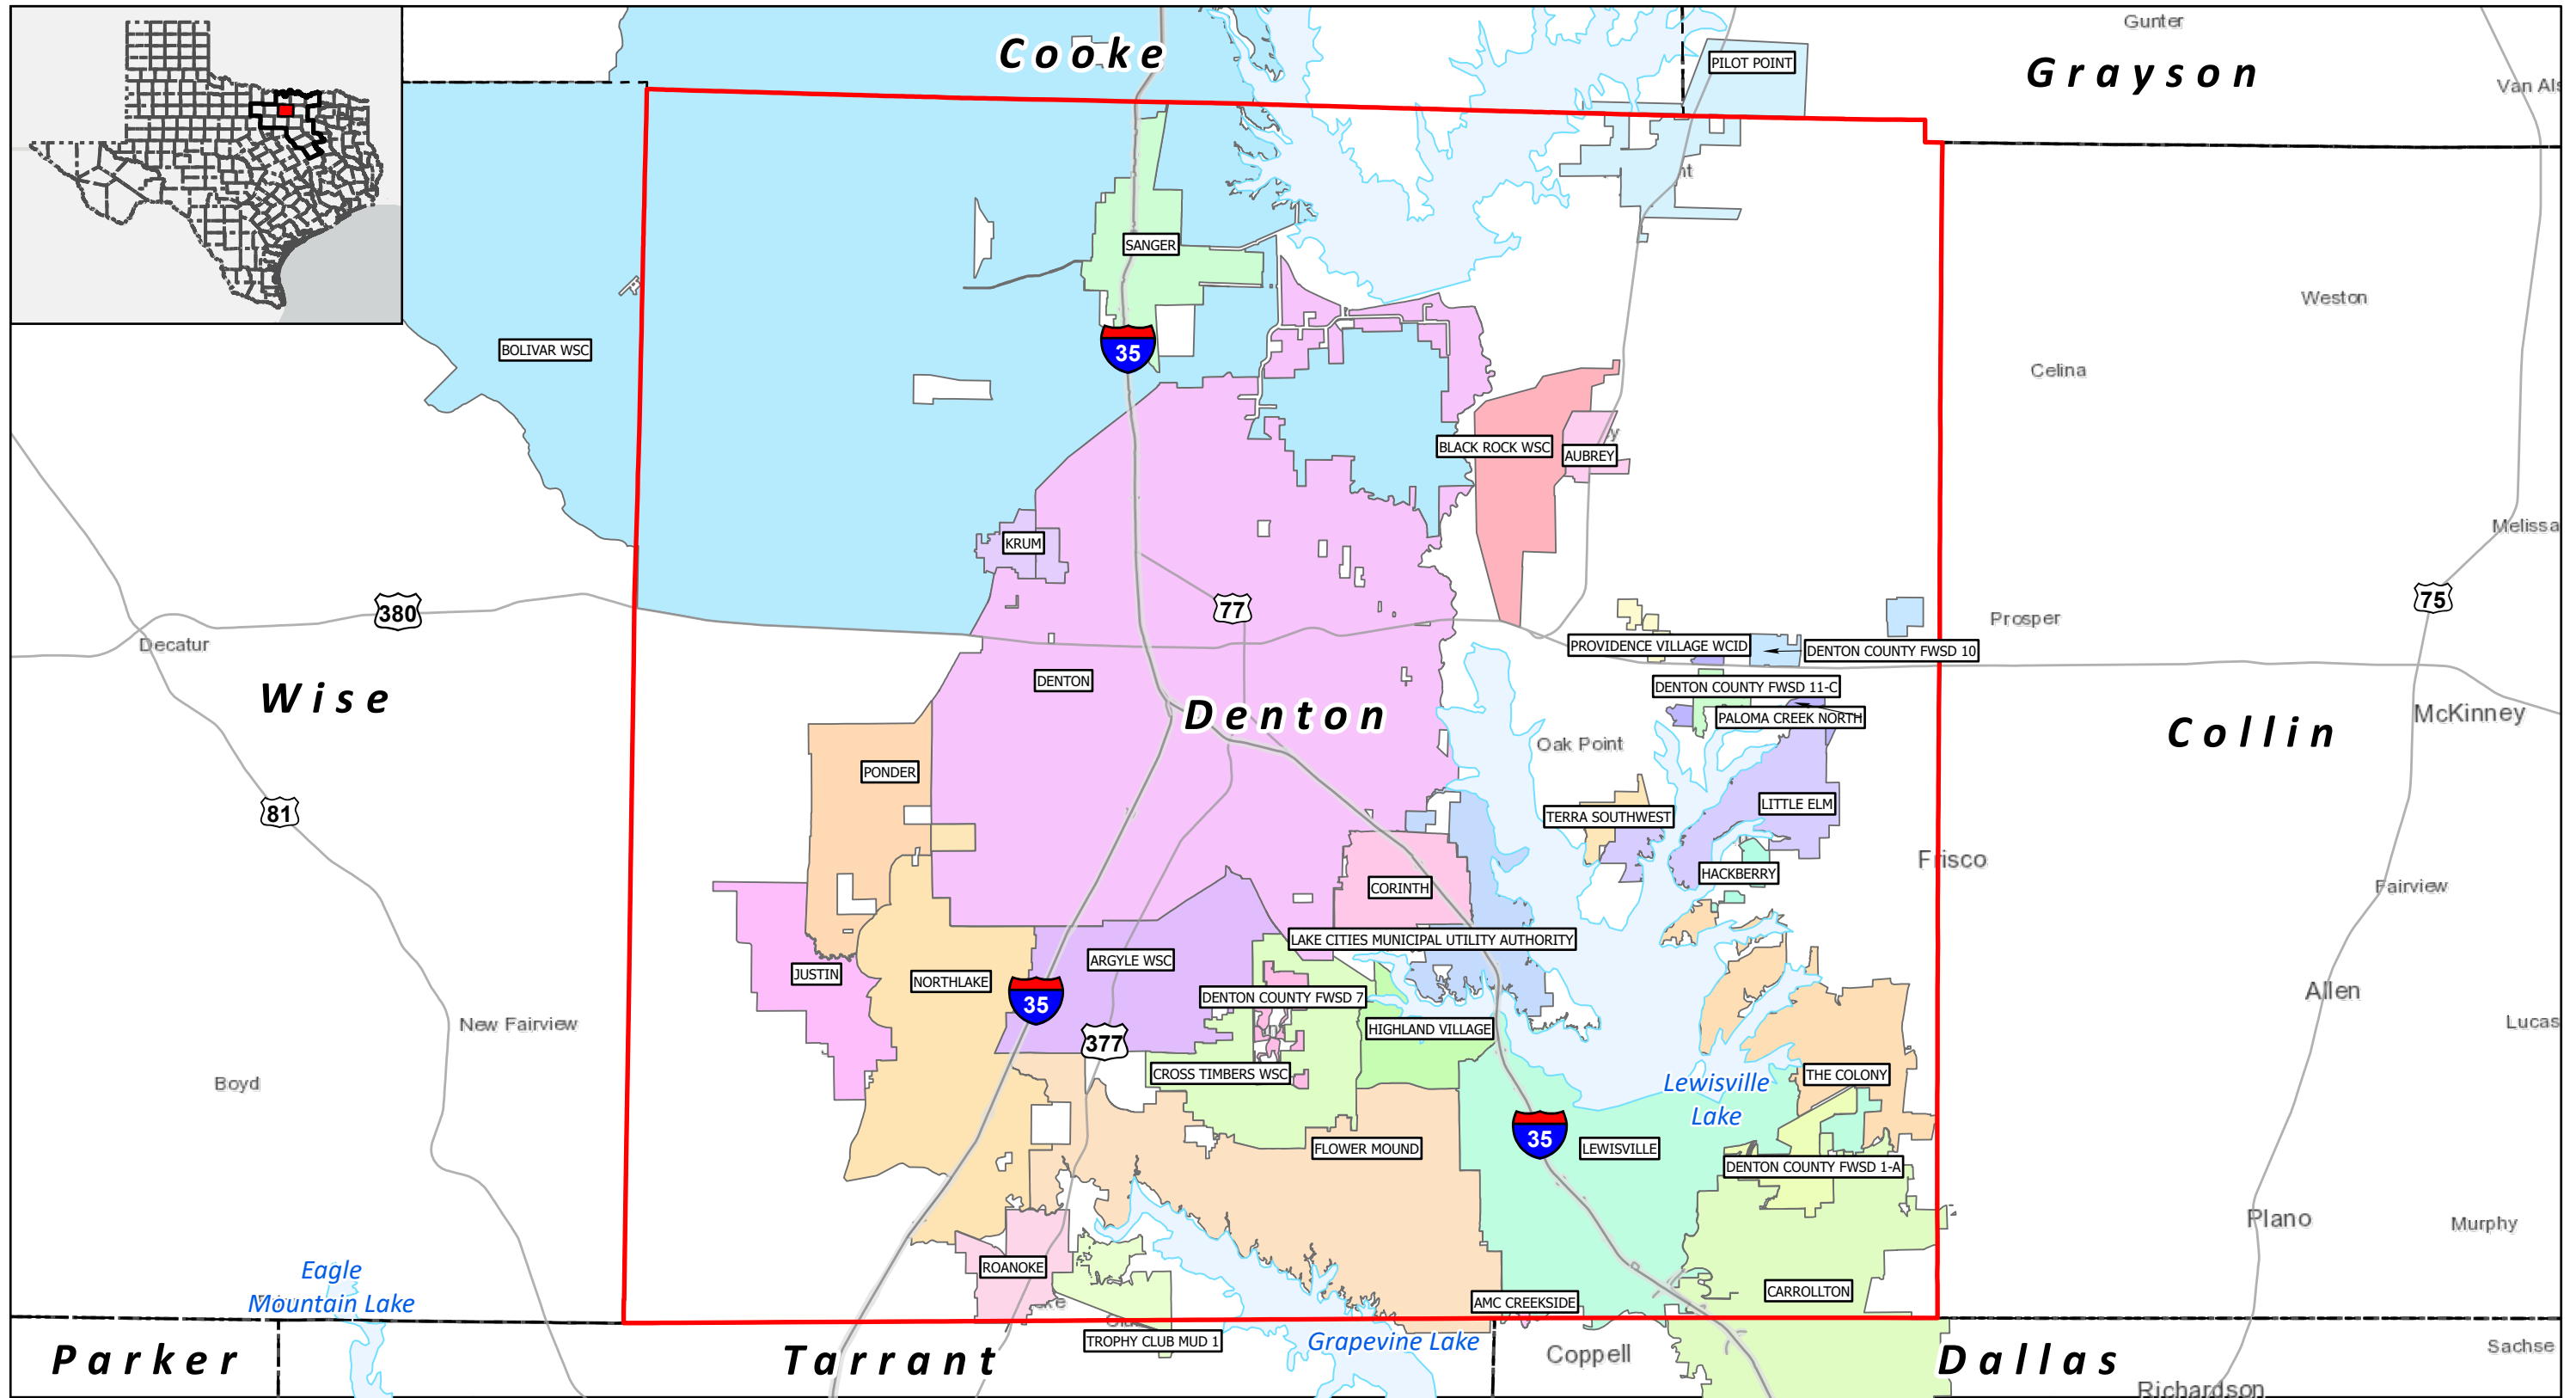 Cooke
Gunter
Grayson
PILOT POINT
Van Als
nt
SANGER
Weston
35
BOLIVAR WSC
Celina
BLACK ROCK WSC
AUBREY
y
Melissa
KRUM
380
77
75
Decatur
Prosper
PROVIDENCE VILLAGE WCID
DENTON COUNTY FWSD 10
DENTON
DENTON COUNTY FWSD 11-C
Wise
Denton
PALOMA CREEK NORTH
McKinney
Collin
Oak Point
PONDER
81
LITTLE ELM
TERRA SOUTHWEST
Frisco
HACKBERRY
CORINTH
Fairview
LAKE CITIES MUNICIPAL UTILITY AUTHORITY
ARGYLE WSC
JUSTIN
NORTHLAKE
35
DENTON COUNTY FWSD 7
Allen
New Fairview
HIGHLAND VILLAGE
Lucas
377
CROSS TIMBERS WSC
THE COLONY
Boyd
Lewisville
Lake
35
FLOWER MOUND
LEWISVILLE
DENTON COUNTY FWSD 1-A
Plano
Murphy
Eagle
Mountain Lake
ROANOKE
CARROLLTON
AMC CREEKSIDE
TROPHY CLUB MUD 1
Grapevine Lake
Parker
Tarrant
Coppell
Dallas
Sachse
Richardson